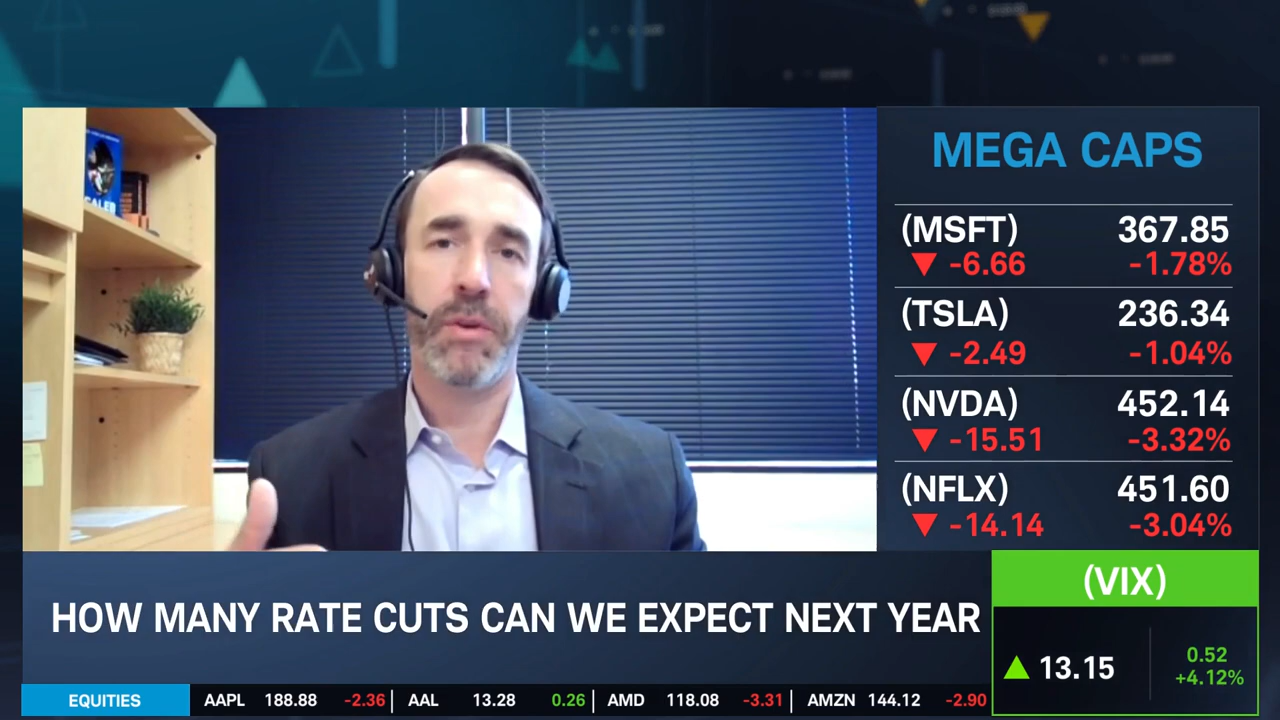 CALEB
MEGA CAPS
(MSFT) 367.85
▼ -6.66 -1.78%
(TSLA) 236.34
▼ -2.49 -1.04%
(NVDA) 452.14
▼ -15.51 -3.32%
(NFLX) 451.60
▼ -14.14 -3.04%
HOW MANY RATE CUTS CAN WE EXPECT NEXT YEAR
(VIX)
▲ 13.15 0.52
+4.12%
EQUITIES AAPL 188.88 -2.36 AAL 13.28 0.26 AMD 118.08 -3.31 AMZN 144.12 -2.90